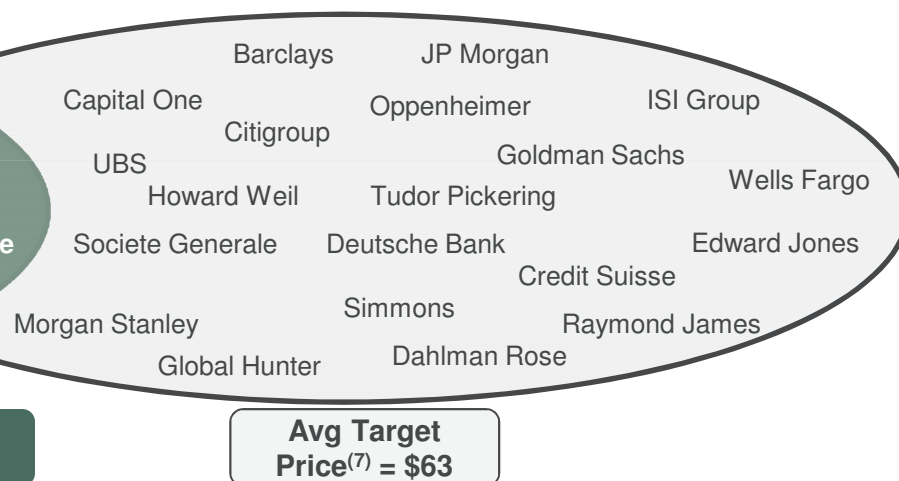 Barclays
JP Morgan
Capital One
Oppenheimer
ISI Group
Citigroup
Goldman Sachs
UBS
Wells Fargo
Howard Weil
Tudor Pickering
e
Societe Generale
Deutsche Bank
Edward Jones
Credit Suisse
Simmons
Morgan Stanley
Raymond James
Dahlman Rose
Global Hunter
Avg Target
Price(7) = $63